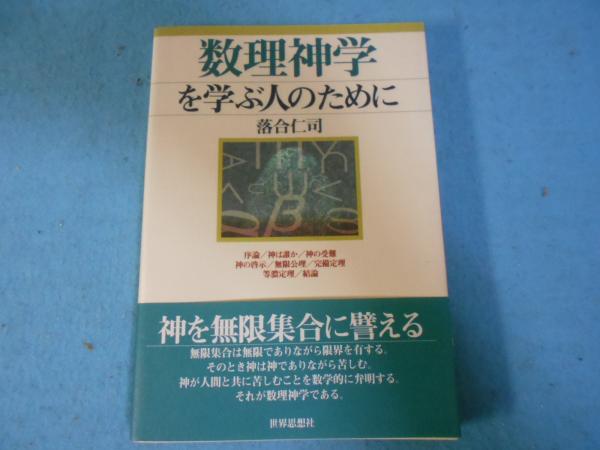 数理神学
を学ぶ人のために
落合仁司
序論／神は誰か／神の受難
神の啓示／無限公理／完備定理
等濃定理／結論
神を無限集合に譬える
無限集合は無限でありながら限界を有する。
そのとき神は神でありながら苦しむ。
神が人間と共に苦しむことを数学的に弁明する。
それが数理神学である。
世界思想社